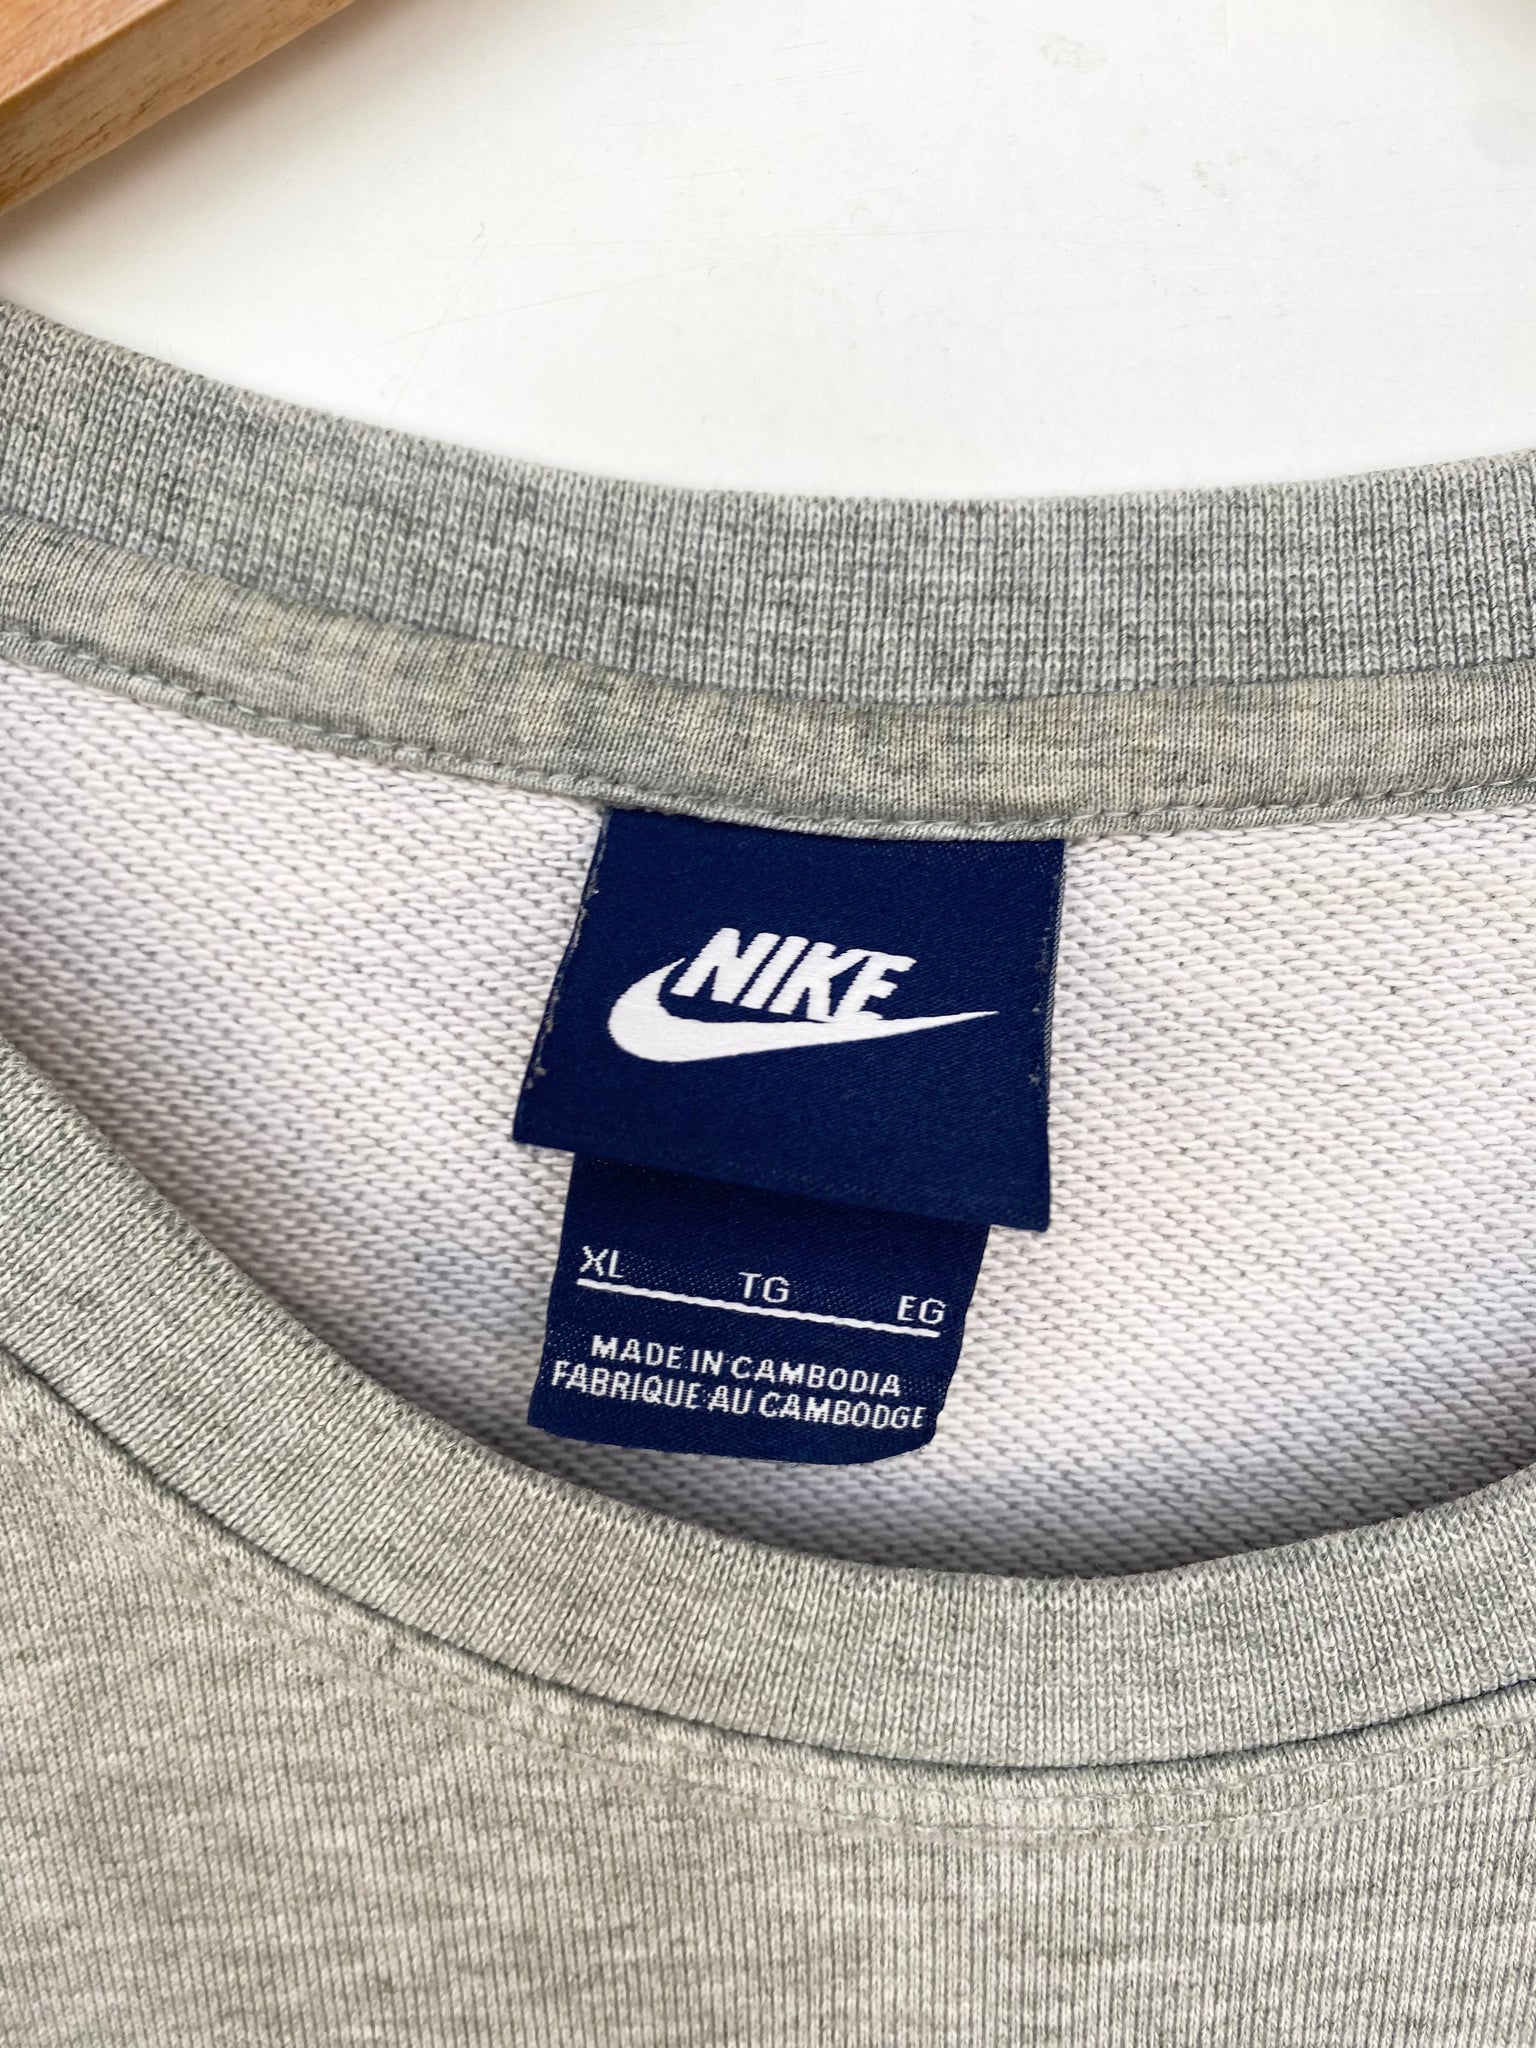 NIKE
XL TG EG
MADE IN CAMBODIA
FABRIQUE AU CAMBODGE